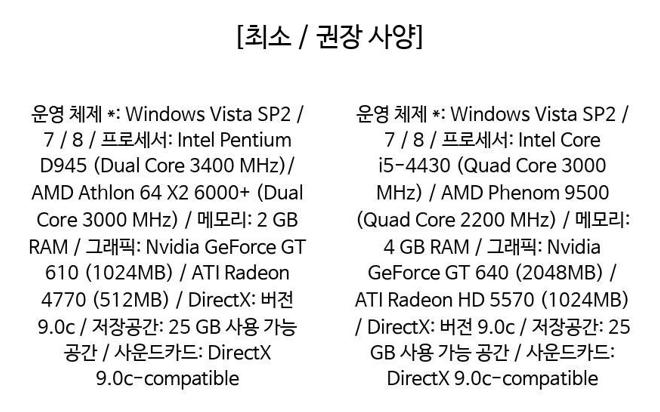 [최소 / 권장 사양]
운영 체제 *: Windows Vista SP2 /
7 / 8 / 프로세서: Intel Pentium
D945 (Dual Core 3400 MHz)/
AMD Athlon 64 X2 6000+ (Dual
Core 3000 MHz) / 메모리: 2 GB
RAM / 그래픽: Nvidia GeForce GT
610 (1024MB) / ATI Radeon
4770 (512MB) / DirectX: 버전
9.0c / 저장공간: 25 GB 사용 가능
공간 / 사운드카드: DirectX
9.0c-compatible
운영 체제 *: Windows Vista SP2 /
7 / 8 / 프로세서: Intel Core
i5-4430 (Quad Core 3000
MHz) / AMD Phenom 9500
(Quad Core 2200 MHz) / 메모리:
4 GB RAM / 그래픽: Nvidia
GeForce GT 640 (2048MB) /
ATI Radeon HD 5570 (1024MB)
/ DirectX: 버전 9.0c / 저장공간: 25
GB 사용 가능 공간 / 사운드카드:
DirectX 9.0c-compatible